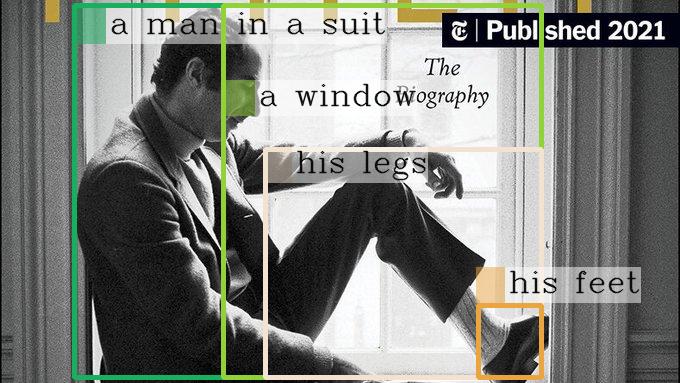 a man in a suit
Published 2021
The
Biography
a window
his legs
his feet